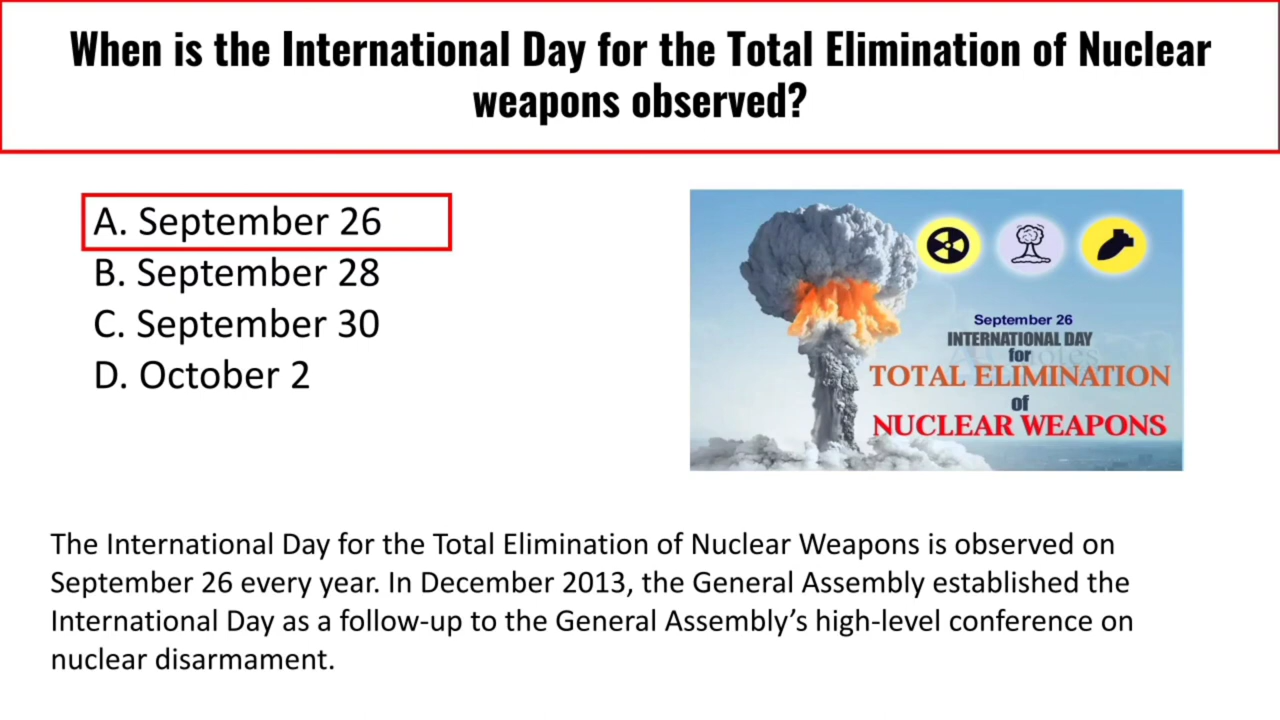 When is the International Day for the Total Elimination of Nuclear
weapons observed?
A. September 26
B. September 28
C. September 30
D. October 2
September 26
INTERNATIONAL DAY
for
TOTAL ELIMINATION
of
NUCLEAR WEAPONS
The International Day for the Total Elimination of Nuclear Weapons is observed on
September 26 every year. In December 2013, the General Assembly established the
International Day as a follow-up to the General Assembly’s high-level conference on
nuclear disarmament.